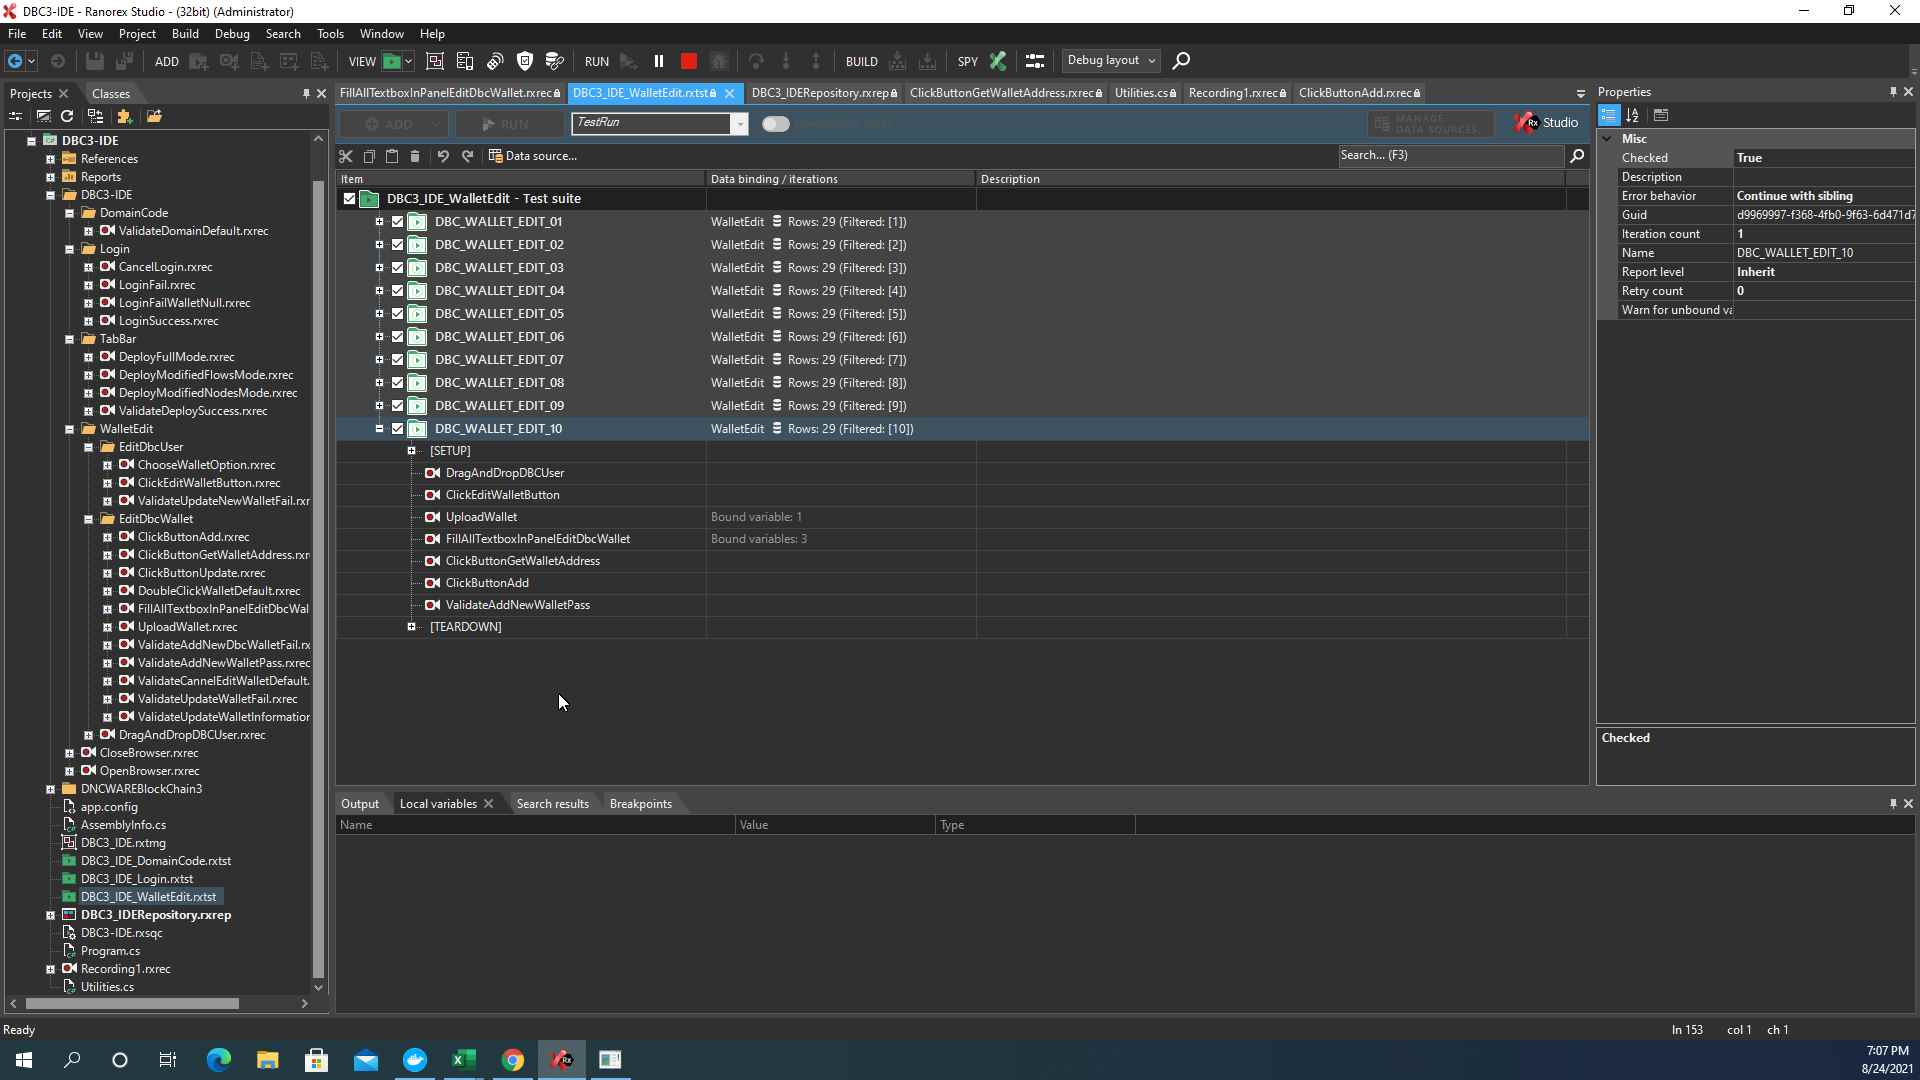 DBC3-IDE - Ranorex Studio - (32bit) (Administrator)
File Edit View Project Build Debug Search Tools Window Help
ADD VIEW RUN BUILD SPY Debug layout
Projects Classes
FillAllTextboxInPanelEditDbcWallet.rxrec DBC3_IDE_WalletEdit.rxtst DBC3_IDERepository.rxrep ClickButtonGetWalletAddress.rxrec Utilities.cs Recording1.rxrec ClickButtonAdd.rxrec
ADD RUN TestRun MANAGE DATA SOURCES... Rx Studio
Data source... Search... (F3)
Item Data binding / iterations Description
DBC3_IDE_WalletEdit - Test suite
DBC_WALLET_EDIT_01 WalletEdit Rows: 29 (Filtered: [1])
DBC_WALLET_EDIT_02 WalletEdit Rows: 29 (Filtered: [2])
DBC_WALLET_EDIT_03 WalletEdit Rows: 29 (Filtered: [3])
DBC_WALLET_EDIT_04 WalletEdit Rows: 29 (Filtered: [4])
DBC_WALLET_EDIT_05 WalletEdit Rows: 29 (Filtered: [5])
DBC_WALLET_EDIT_06 WalletEdit Rows: 29 (Filtered: [6])
DBC_WALLET_EDIT_07 WalletEdit Rows: 29 (Filtered: [7])
DBC_WALLET_EDIT_08 WalletEdit Rows: 29 (Filtered: [8])
DBC_WALLET_EDIT_09 WalletEdit Rows: 29 (Filtered: [9])
DBC_WALLET_EDIT_10 WalletEdit Rows: 29 (Filtered: [10])
[SETUP]
DragAndDropDBCUser
ClickEditWalletButton
UploadWallet Bound variable: 1
FillAllTextboxInPanelEditDbcWallet Bound variables: 3
ClickButtonGetWalletAddress
ClickButtonAdd
ValidateAddNewWalletPass
[TEARDOWN]
DBC3-IDE
References
Reports
DBC3-IDE
DomainCode
ValidateDomainDefault.rxrec
Login
CancelLogin.rxrec
LoginFail.rxrec
LoginFailWalletNull.rxrec
LoginSuccess.rxrec
TabBar
DeployFullMode.rxrec
DeployModifiedFlowsMode.rxrec
DeployModifiedNodesMode.rxrec
ValidateDeploySuccess.rxrec
WalletEdit
EditDbcUser
ChooseWalletOption.rxrec
ClickEditWalletButton.rxrec
ValidateUpdateNewWalletFail.rxr
EditDbcWallet
ClickButtonAdd.rxrec
ClickButtonGetWalletAddress.rxr
ClickButtonUpdate.rxrec
DoubleClickWalletDefault.rxrec
FillAllTextboxInPanelEditDbcWal
UploadWallet.rxrec
ValidateAddNewDbcWalletFail.rx
ValidateAddNewWalletPass.rxrec
ValidateCannelEditWalletDefault.
ValidateUpdateWalletFail.rxrec
ValidateUpdateWalletInformatior
DragAndDropDBCUser.rxrec
CloseBrowser.rxrec
OpenBrowser.rxrec
DNCWAREBlockChain3
app.config
AssemblyInfo.cs
DBC3_IDE.rxtmg
DBC3_IDE_DomainCode.rxtst
DBC3_IDE_Login.rxtst
DBC3_IDE_WalletEdit.rxtst
DBC3_IDERepository.rxrep
DBC3-IDE.rxsqc
Program.cs
Recording1.rxrec
Utilities.cs
Properties
Misc
Checked True
Description
Error behavior Continue with sibling
Guid d9969997-f368-4fb0-9f63-6d471d7
Iteration count 1
Name DBC_WALLET_EDIT_10
Report level Inherit
Retry count 0
Warn for unbound va
Checked
Output Local variables Search results Breakpoints
Name Value Type
Ready ln 153 col 1 ch 1
7:07 PM
8/24/2021